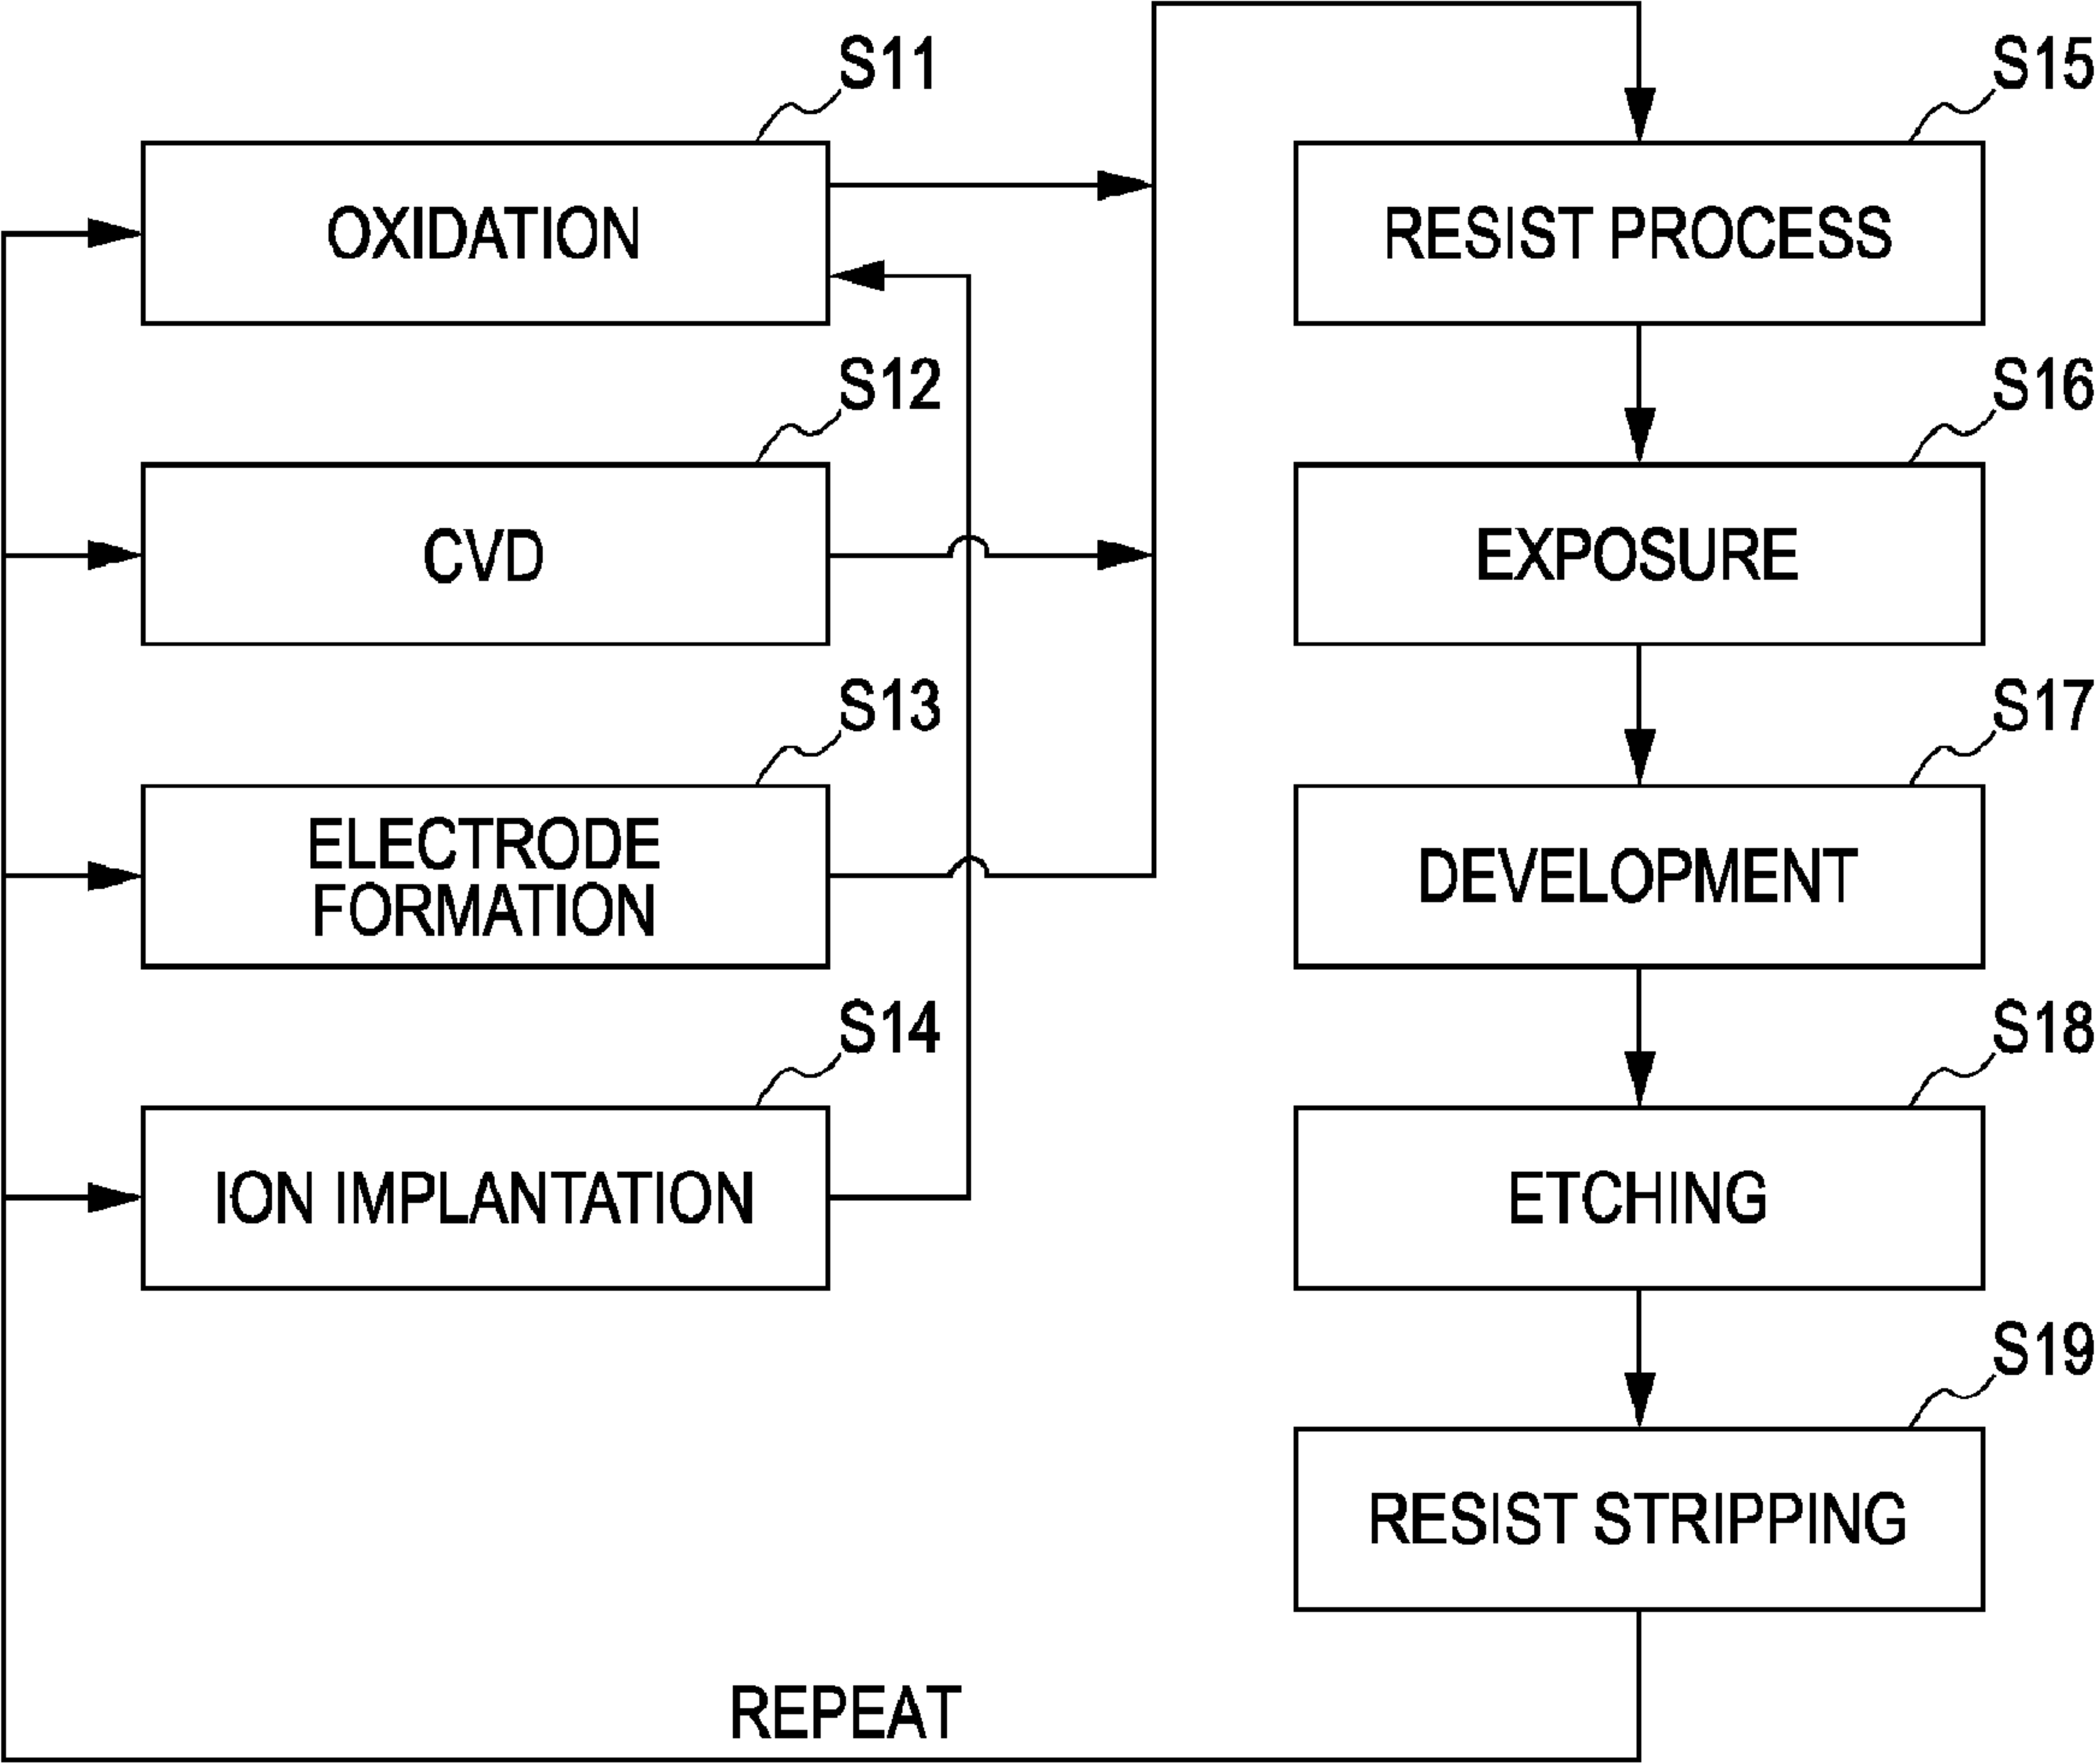 S11
OXIDATION
S12
CVD
S13
ELECTRODE
FORMATION
S14
ION IMPLANTATION
S15
RESIST PROCESS
S16
EXPOSURE
S17
DEVELOPMENT
S18
ETCHING
S19
RESIST STRIPPING
REPEAT